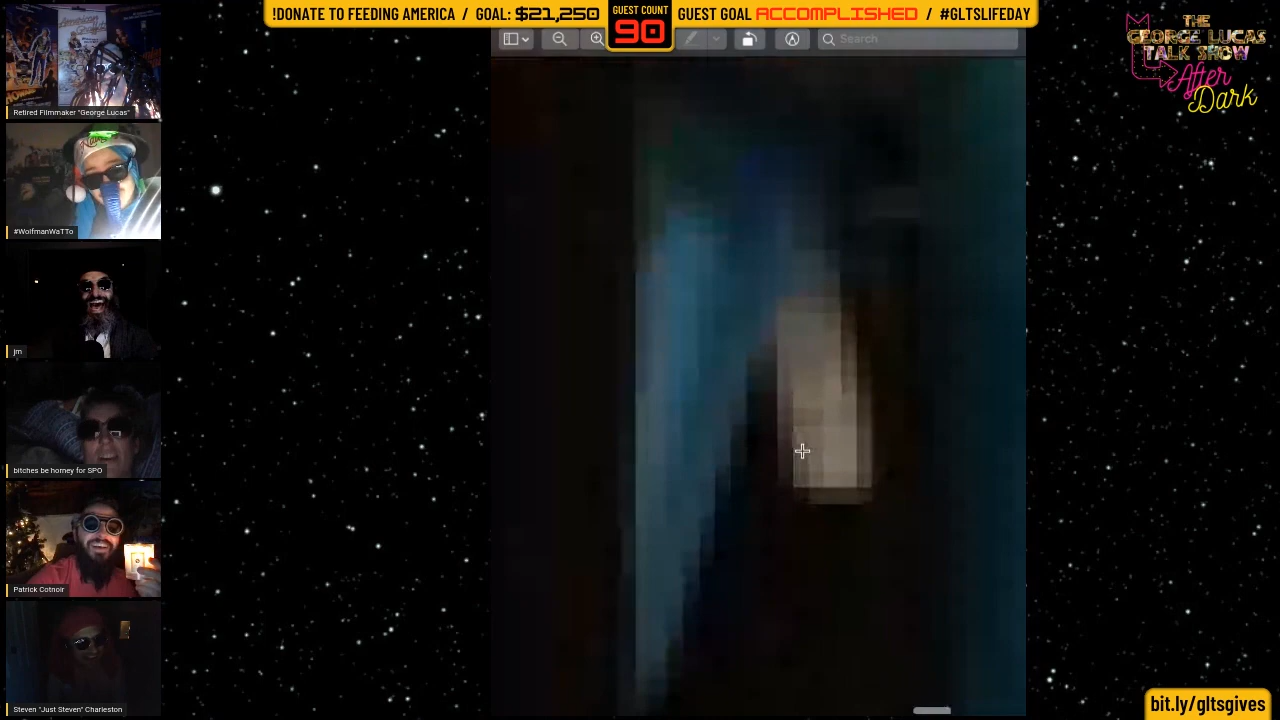 !DONATE TO FEEDING AMERICA / GOAL: $21,250
GUEST COUNT
90
GUEST GOAL ACCOMPLISHED / #GLTSLIFEDAY
Search
THE
GEORGE LUCAS
TALK SHOW
After
Dark
Retired Filmmaker "George Lucas"
#WolfmanWaTTo
jm
bitches be horney for SPO
Patrick Cotnoir
Steven "Just Steven" Charleston
bit.ly/gltsgives